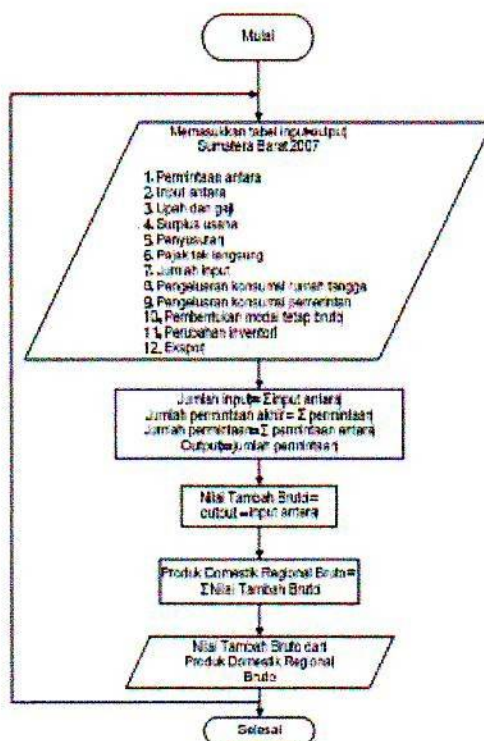 Mulai
Memasukkan tabel input-output
Sumatera Barat 2007
1. Permintaan antara
2. Input antara
3. Upah dan gaji
4. Surplus usaha
5. Penyusutan
6. Pajak tak langsung
7. Jumlah input
8. Pengeluaran konsumsi rumah tangga
9. Pengeluaran konsumsi pemerintah
10. Pembentukan modal tetap bruto
11. Perubahan inventori
12. Ekspor
Jumlah input= Σ input antara
Jumlah permintaan akhir= Σ permintaan
Jumlah permintaan= Σ permintaan antara
Output=jumlah permintaan
Nilai Tambah Bruto=
output - input antara
Produk Domestik Regional Bruto=
Σ Nilai Tambah Bruto
Nilai Tambah Bruto dan
Produk Domestik Regional
Bruto
Selesai